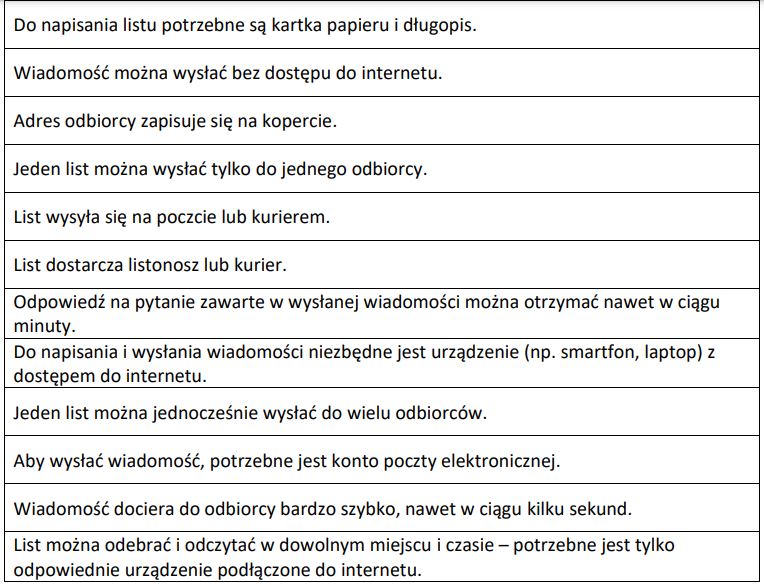 Do napisania listu potrzebne są kartka papieru i długopis.
Wiadomość można wysłać bez dostępu do internetu.
Adres odbiorcy zapisuje się na kopercie.
Jeden list można wysłać tylko do jednego odbiorcy.
List wysyła się na poczcie lub kurierem.
List dostarcza listonosz lub kurier.
Odpowiedź na pytanie zawarte w wysłanej wiadomości można otrzymać nawet w ciągu
minuty.
Do napisania i wysłania wiadomości niezbędne jest urządzenie (np. smartfon, laptop) z
dostępem do internetu.
Jeden list można jednocześnie wysłać do wielu odbiorców.
Aby wysłać wiadomość, potrzebne jest konto poczty elektronicznej.
Wiadomość dociera do odbiorcy bardzo szybko, nawet w ciągu kilku sekund.
List można odebrać i odczytać w dowolnym miejscu i czasie – potrzebne jest tylko
odpowiednie urządzenie podłączone do internetu.